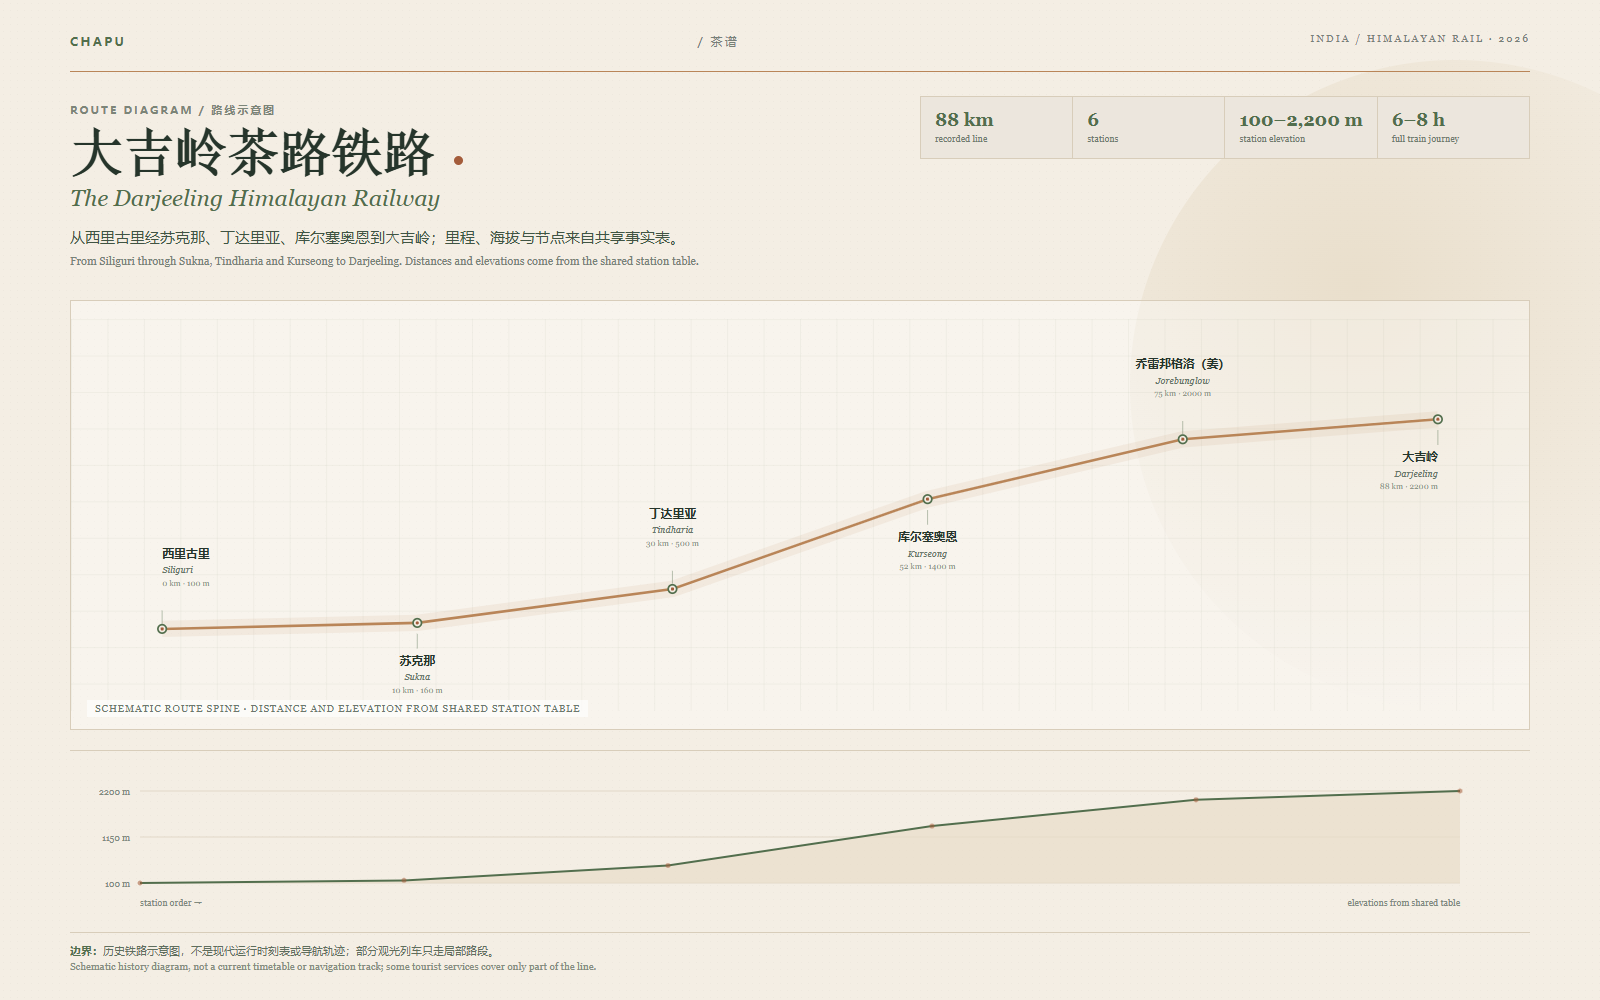 CHAPU
/ 茶谱
INDIA / HIMALAYAN RAIL · 2026
ROUTE DIAGRAM / 路线示意图
大吉岭茶路铁路
The Darjeeling Himalayan Railway
从西里古里经苏克那、丁达里亚、库尔塞奥恩到大吉岭；里程、海拔与节点来自共享事实表。
From Siliguri through Sukna, Tindharia and Kurseong to Darjeeling. Distances and elevations come from the shared station table.
88 km
recorded line
6
stations
100–2,200 m
station elevation
6–8 h
full train journey
西里古里
Siliguri
0 km · 100 m
苏克那
Sukna
10 km · 160 m
丁达里亚
Tindharia
30 km · 500 m
库尔塞奥恩
Kurseong
52 km · 1400 m
乔雷邦格洛（姜）
Jorebunglow
75 km · 2000 m
大吉岭
Darjeeling
88 km · 2200 m
SCHEMATIC ROUTE SPINE · DISTANCE AND ELEVATION FROM SHARED STATION TABLE
2200 m
1150 m
100 m
station order →
elevations from shared table
边界：历史铁路示意图，不是现代运行时刻表或导航轨迹；部分观光列车只走局部路段。
Schematic history diagram, not a current timetable or navigation track; some tourist services cover only part of the line.